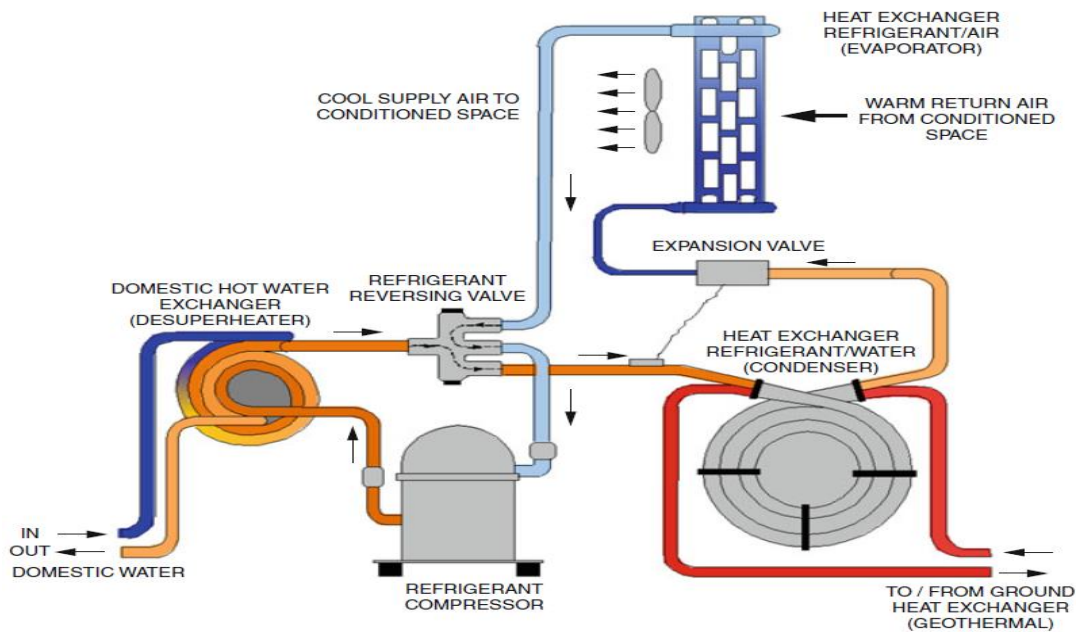 HEAT EXCHANGER
REFRIGERANT/AIR
(EVAPORATOR)
COOL SUPPLY AIR TO
CONDITIONED SPACE
WARM RETURN AIR
FROM CONDITIONED
SPACE
EXPANSION VALVE
REFRIGERANT
REVERSING VALVE
DOMESTIC HOT WATER
EXCHANGER
(DESUPERHEATER)
HEAT EXCHANGER
REFRIGERANT/WATER
(CONDENSER)
IN
OUT
DOMESTIC WATER
REFRIGERANT
COMPRESSOR
TO / FROM GROUND
HEAT EXCHANGER
(GEOTHERMAL)